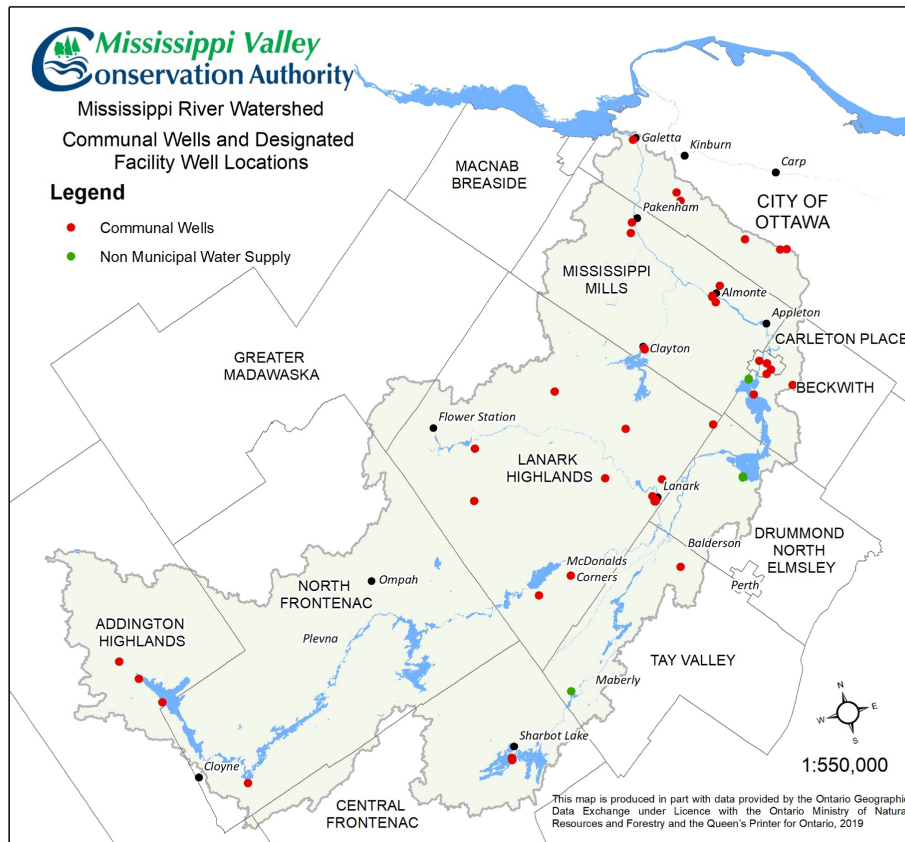 Mississippi Valley
Conservation Authority
Mississippi River Watershed
Communal Wells and Designated
Facility Well Locations
Legend
Communal Wells
Non Municipal Water Supply
Galetta
Kinburn
Carp
MACNAB
BREASIDE
CITY OF
OTTAWA
Pakenham
MISSISSIPPI
MILLS
Almonte
Appleton
CARLETON PLACE
Clayton
GREATER
MADAWASKA
BECKWITH
Flower Station
LANARK
HIGHLANDS
Lanark
DRUMMOND
NORTH
ELMSLEY
Balderson
McDonalds
Corners
Perth
Ompah
NORTH
FRONTENAC
ADDINGTON
HIGHLANDS
Plevna
TAY VALLEY
Maberly
N
W
E
S
Sharbot Lake
Cloyne
1:550,000
CENTRAL
FRONTENAC
This map is produced in part with data provided by the Ontario Geographic
Data Exchange under Licence with the Ontario Ministry of Natural
Resources and Forestry and the Queen's Printer for Ontario, 2019